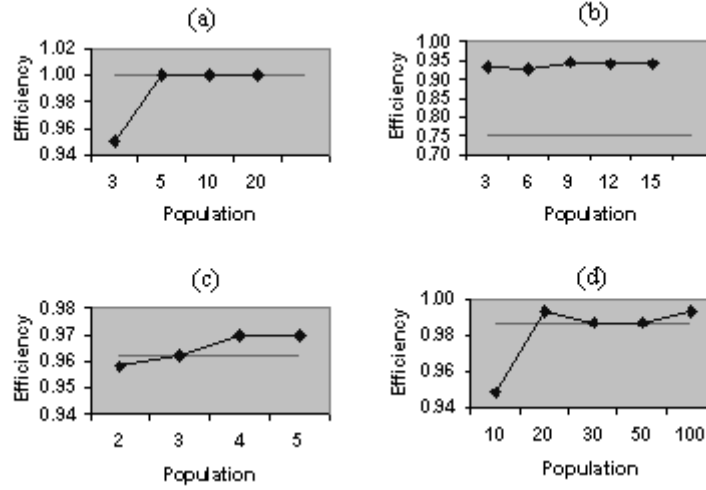 (a)
Efficiency
1.02
1.00
0.98
0.96
0.94
3 5 10 20
Population
(b)
Efficiency
1.00
0.95
0.90
0.85
0.80
0.75
0.70
3 6 9 12 15
Population
(c)
Efficiency
0.98
0.97
0.96
0.95
0.94
2 3 4 5
Population
(d)
Efficiency
1.00
0.98
0.96
0.94
10 20 30 50 100
Population